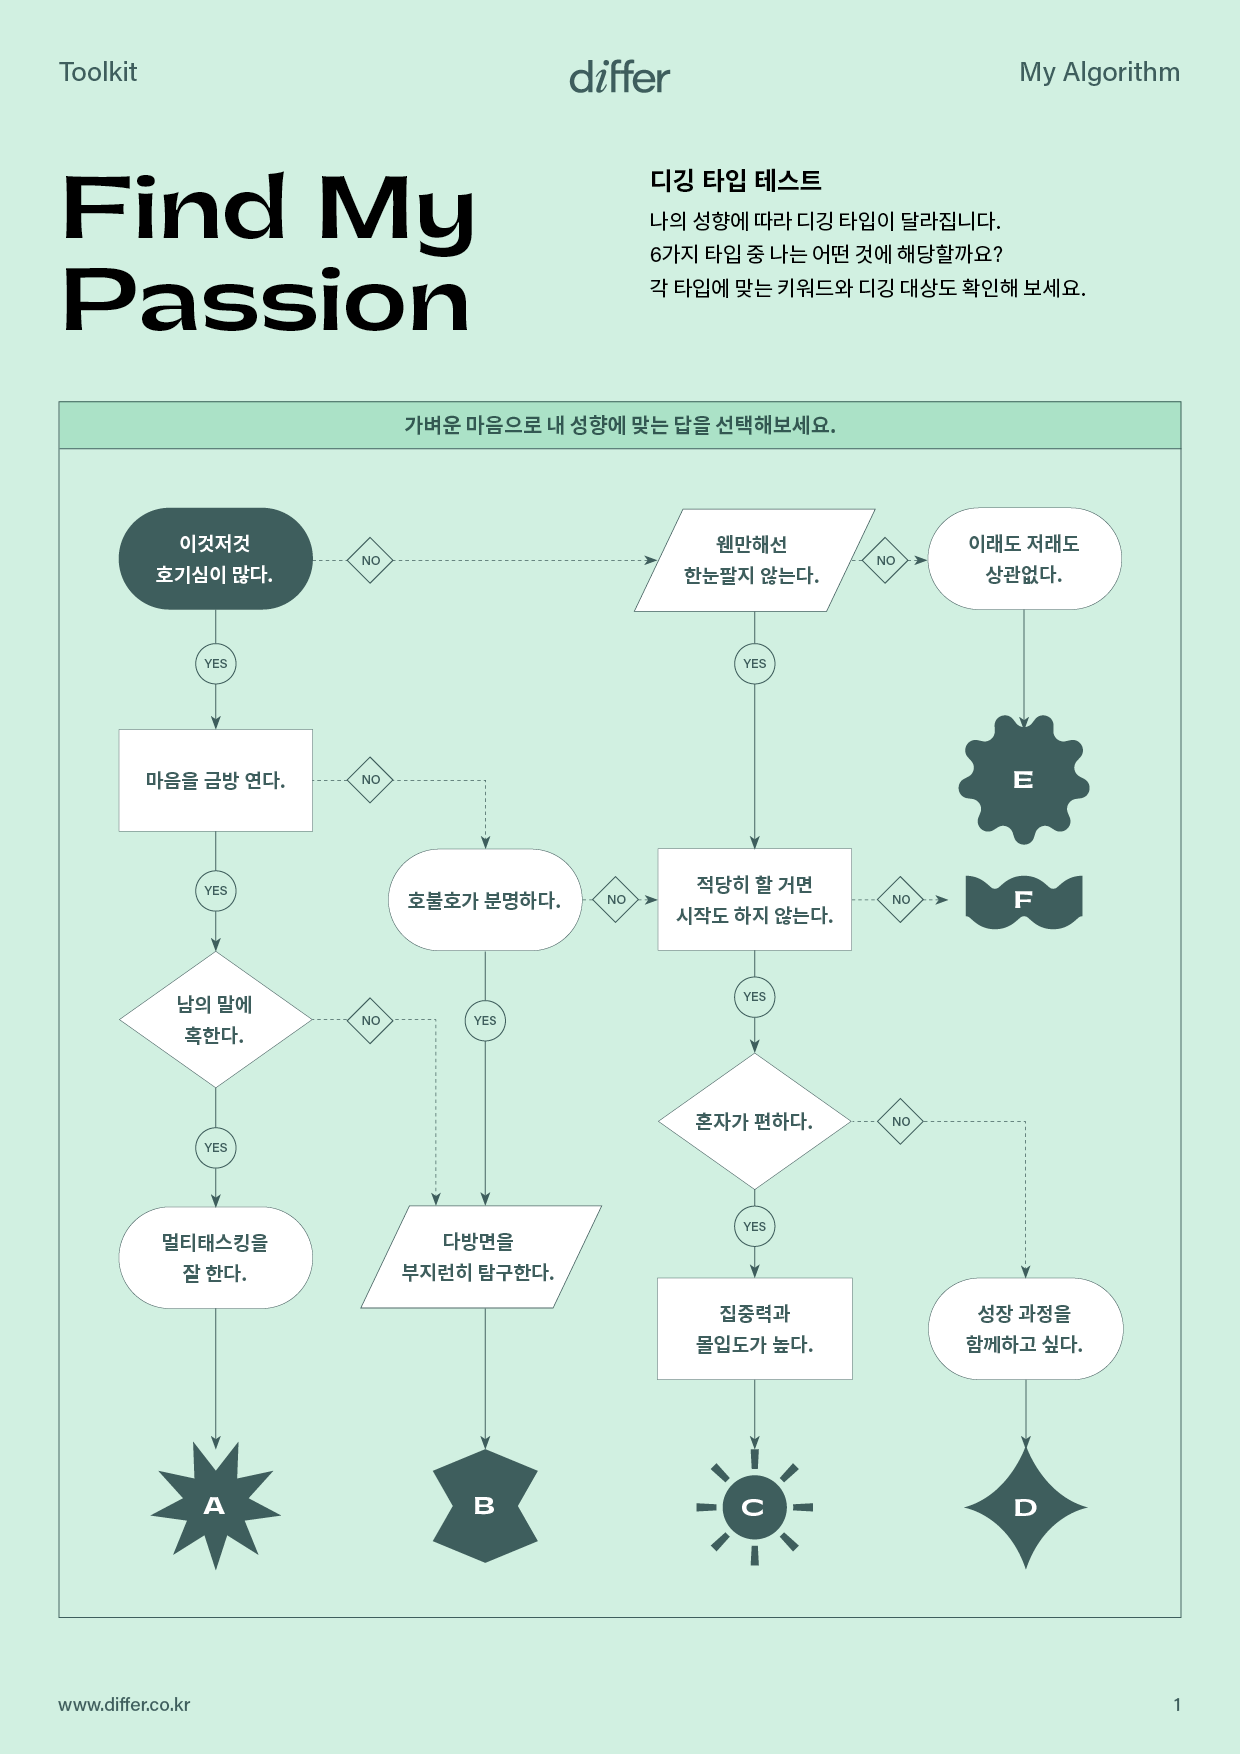 Toolkit
differ
My Algorithm
Find My
Passion
디깅 타입 테스트
나의 성향에 따라 디깅 타입이 달라집니다.
6가지 타입 중 나는 어떤 것에 해당할까요?
각 타입에 맞는 키워드와 디깅 대상도 확인해 보세요.
가벼운 마음으로 내 성향에 맞는 답을 선택해보세요.
이것저것
호기심이 많다.
NO
웬만해선
한눈팔지 않는다.
NO
이래도 저래도
상관없다.
YES
YES
마음을 금방 연다.
NO
E
YES
호불호가 분명하다.
NO
적당히 할 거면
시작도 하지 않는다.
NO
F
남의 말에
혹한다.
NO
YES
YES
혼자가 편하다.
NO
YES
YES
멀티태스킹을
잘 한다.
다방면을
부지런히 탐구한다.
집중력과
몰입도가 높다.
성장 과정을
함께하고 싶다.
A
B
C
D
www.differ.co.kr
1